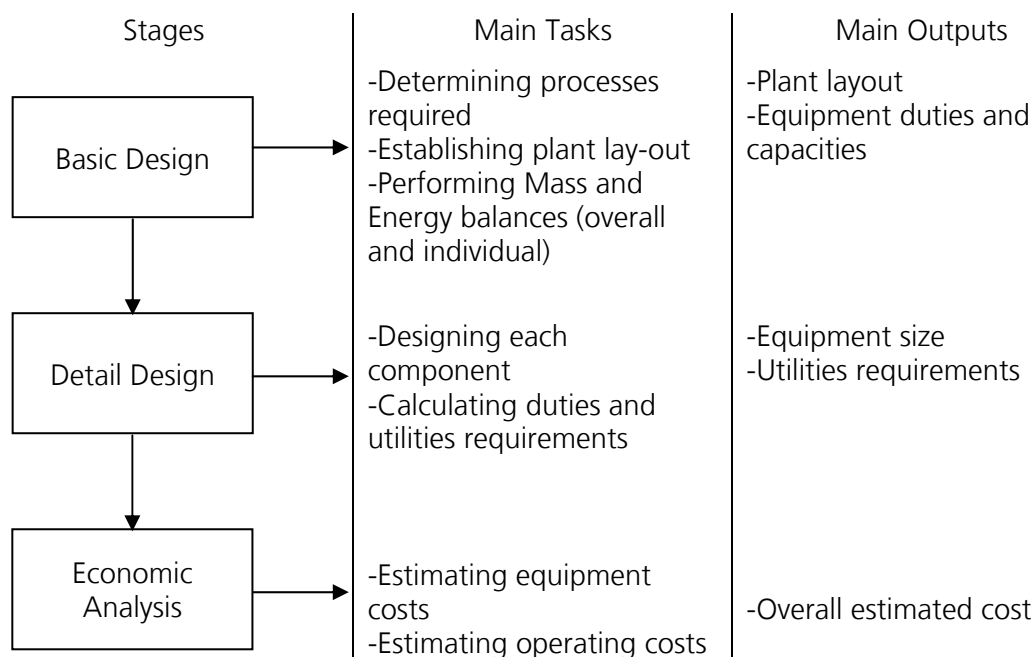 Stages
Main Tasks
Main Outputs
Basic Design
-Determining processes
required
-Establishing plant lay-out
-Performing Mass and
Energy balances (overall
and individual)
-Plant layout
-Equipment duties and
capacities
Detail Design
-Designing each
component
-Calculating duties and
utilities requirements
-Equipment size
-Utilities requirements
Economic
Analysis
-Estimating equipment
costs
-Estimating operating costs
-Overall estimated cost